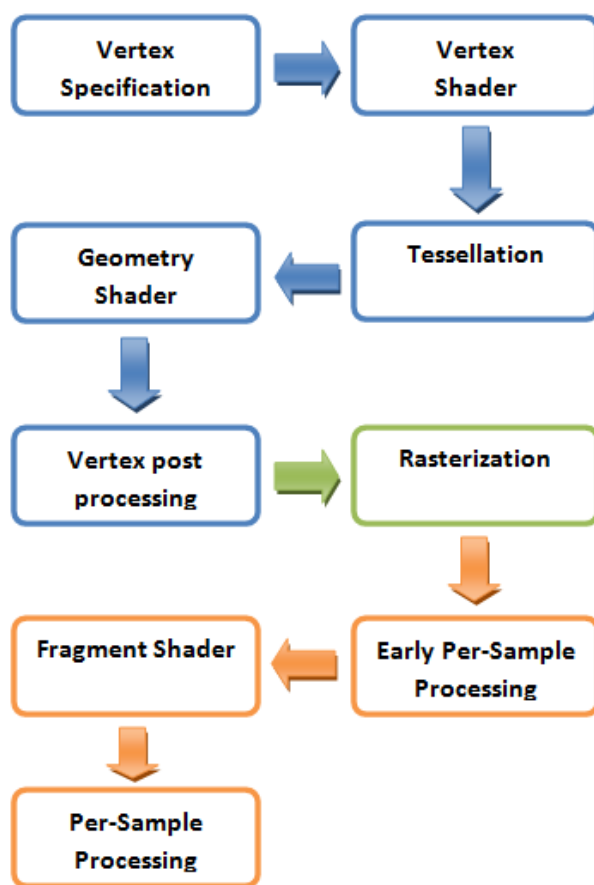 Vertex
Specification
Vertex
Shader
Tessellation
Geometry
Shader
Vertex post
processing
Rasterization
Early Per-Sample
Processing
Fragment Shader
Per-Sample
Processing